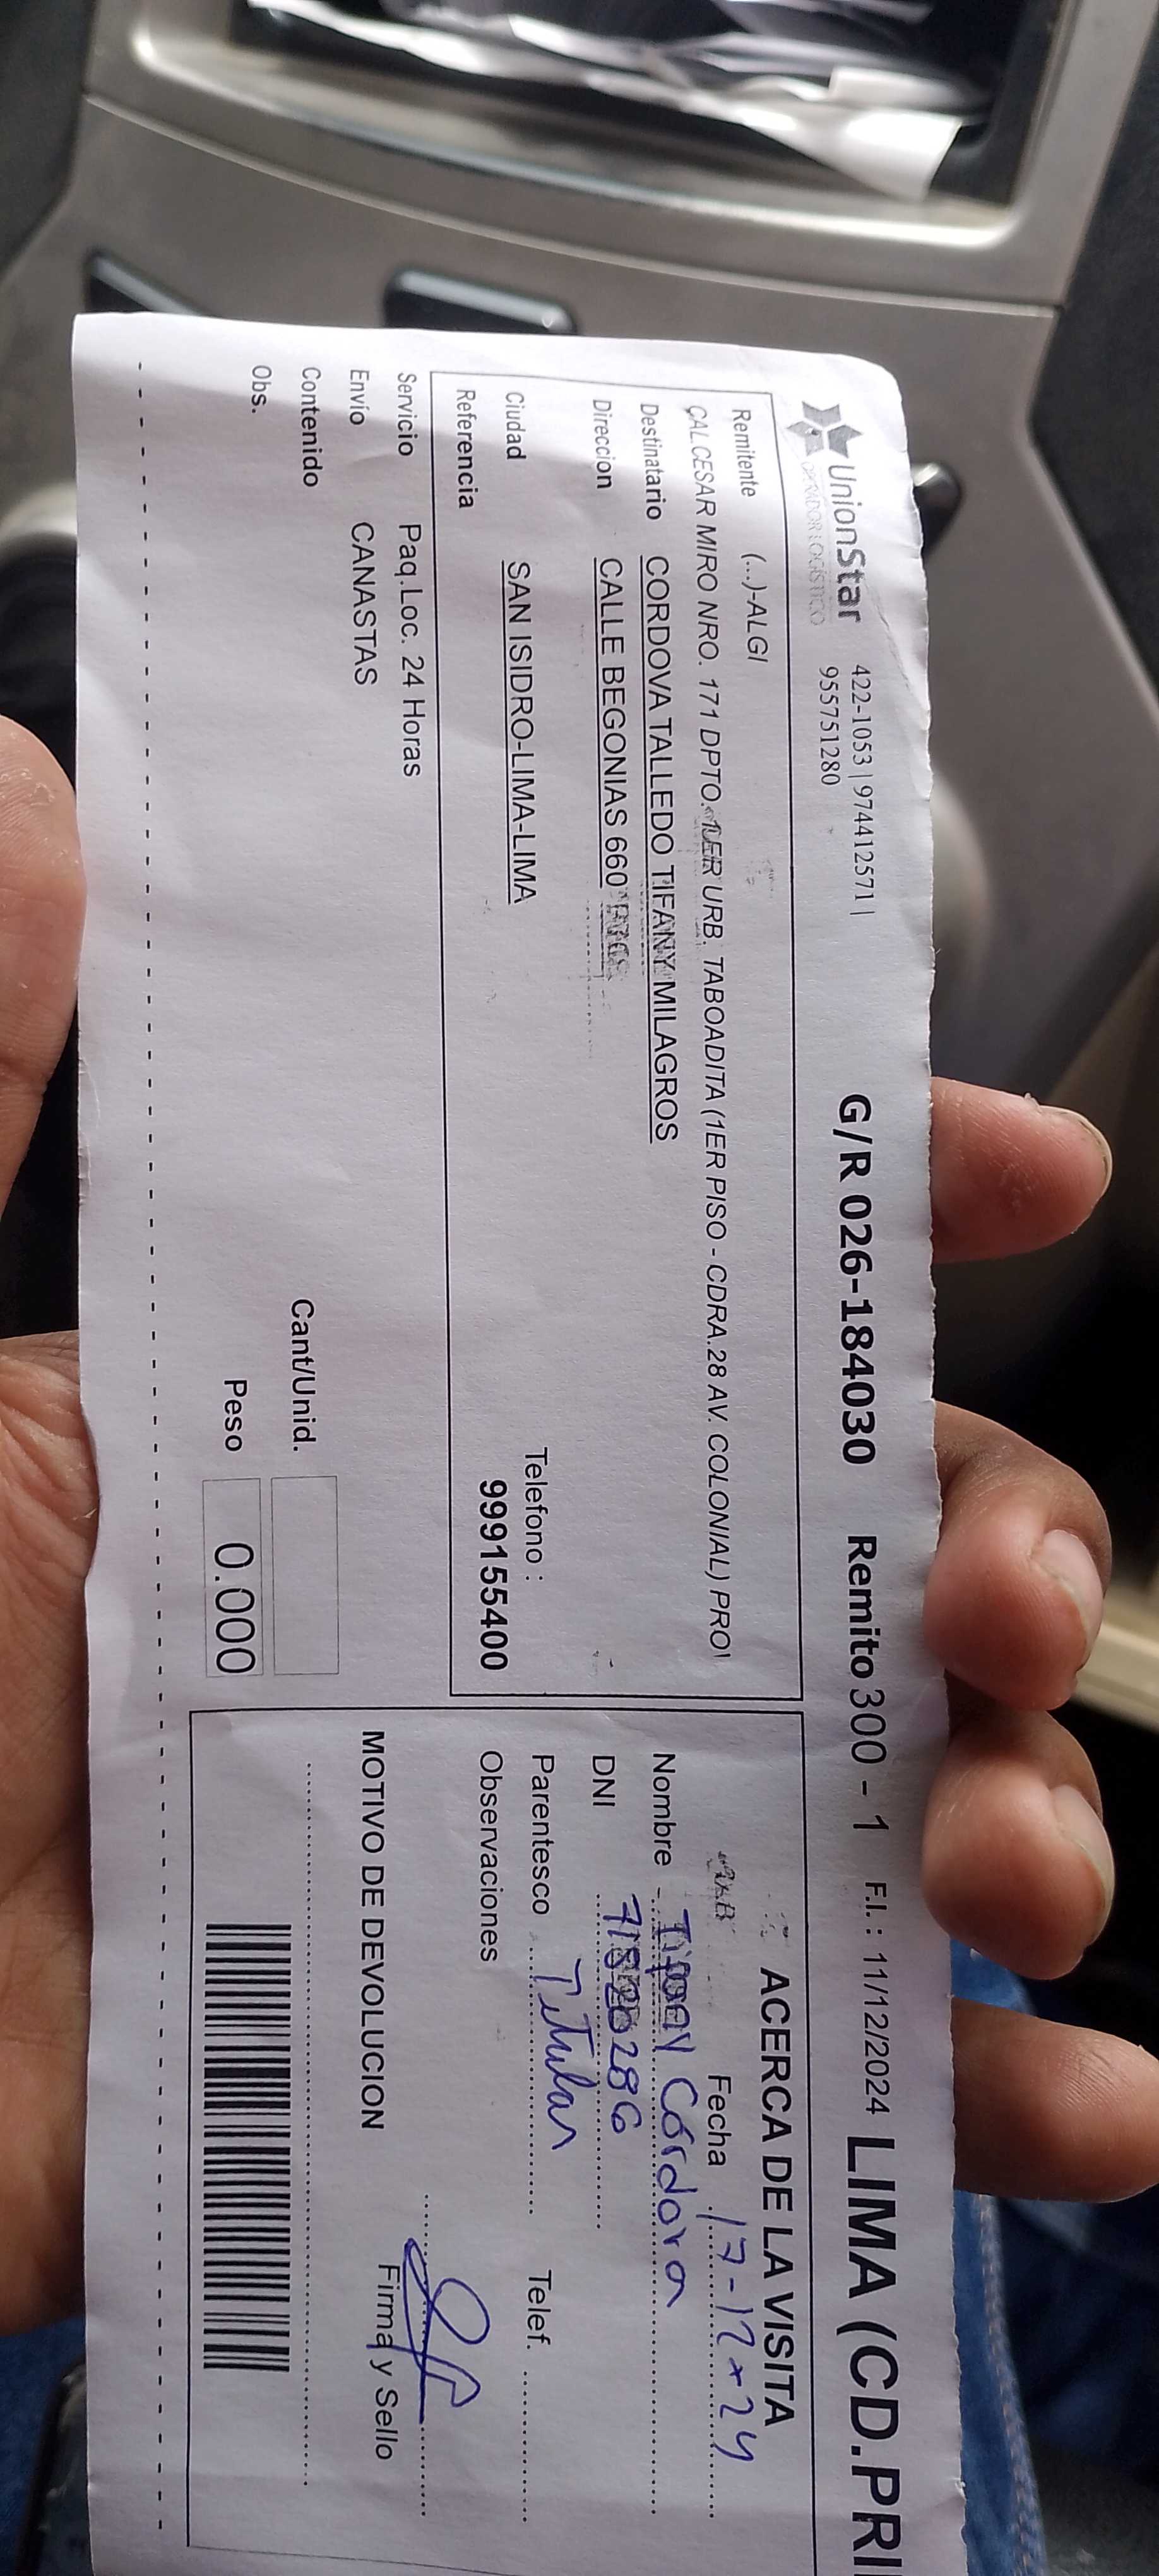 UnionStar 422-1053 | 974412571 | G/R 026-184030 Remito 300 - 1 F.I. : 11/12/2024 LIMA (CD.PRI
OPERADOR LOGÍSTICO 955751280
Remitente (...)-ALGI
CAL.CESAR MIRO NRO. 171 DPTO. 1ER URB. TABOADITA (1ER PISO - CDRA.28 AV. COLONIAL) PROV
Destinatario CORDOVA TALLEDO TIFANY MILAGROS
Direccion CALLE BEGONIAS 660
Ciudad SAN ISIDRO-LIMA-LIMA
Telefono :
Referencia 999155400
Servicio Paq.Loc. 24 Horas
Envío CANASTAS
Contenido Cant/Unid.
Obs. Peso 0.000
ACERCA DE LA VISITA
Fecha 17-12-24
Nombre Tifany Córdova
DNI
Parentesco Titular Telef.
Observaciones
Firma y Sello
MOTIVO DE DEVOLUCION